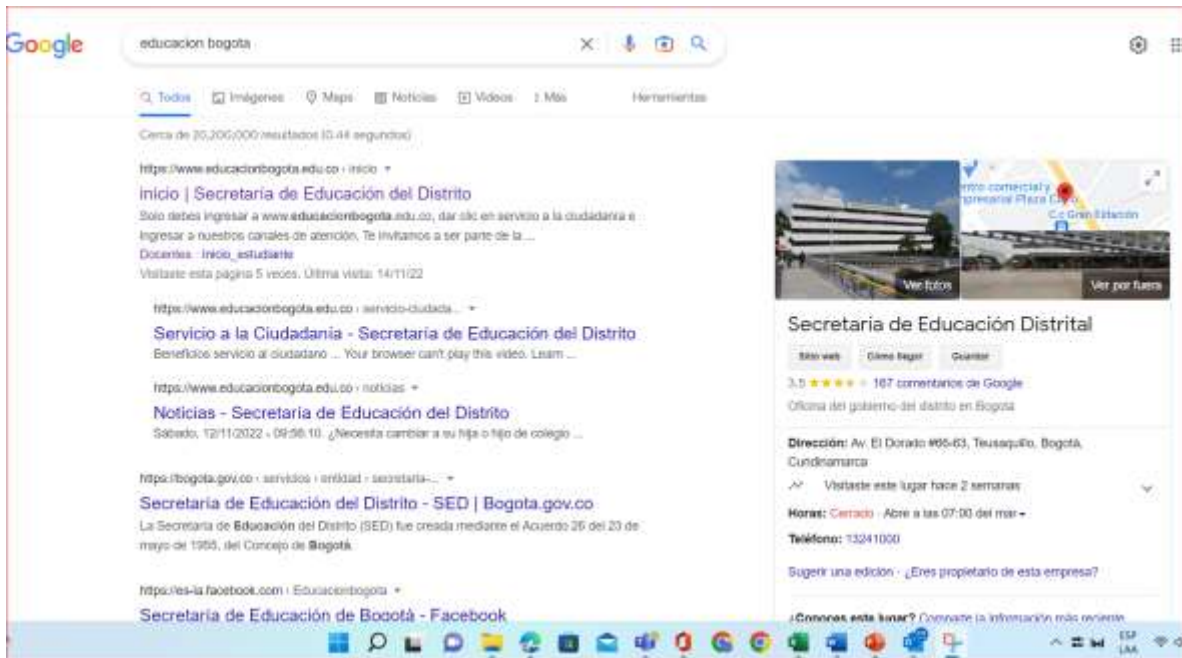 Google
educacion bogota
Todos Imágenes Maps Noticias Videos Más Herramientas
Cerca de 20,200,000 resultados (0.44 segundos)
https://www.educacionbogota.edu.co › inicio
inicio | Secretaría de Educación del Distrito
Solo debes ingresar a www.educacionbogota.edu.co, dar clic en servicio a la ciudadanía e
ingresar a nuestros canales de atención. Te invitamos a ser parte de la ...
Docentes · Inicio_estudiante
Visitaste esta página 5 veces. Última visita: 14/11/22
https://www.educacionbogota.edu.co › servicio-ciudada...
Servicio a la Ciudadanía - Secretaría de Educación del Distrito
Beneficios servicio al ciudadano ... Your browser can't play this video. Learn ...
https://www.educacionbogota.edu.co › noticias
Noticias - Secretaría de Educación del Distrito
Sábado, 12/11/2022 - 09:56:10. ¿Necesita cambiar a su hija o hijo de colegio ...
https://bogota.gov.co › servicios › entidad › secretaria-...
Secretaría de Educación del Distrito - SED | Bogota.gov.co
La Secretaría de Educación del Distrito (SED) fue creada mediante el Acuerdo 26 del 23 de
mayo de 1955, del Concejo de Bogotá.
https://es-la.facebook.com › Educacionbogota
Secretaría de Educación de Bogotá - Facebook
entro comercial y
mpresarial Plaza Claro
C.c Gran Estación
Ver fotos
Ver por fuera
Secretaria de Educación Distrital
Sitio web Cómo llegar Guardar
3.5 167 comentarios de Google
Oficina del gobierno del distrito en Bogotá
Dirección: Av. El Dorado #66-63, Teusaquillo, Bogotá,
Cundinamarca
Visitaste este lugar hace 2 semanas
Horas: Cerrado · Abre a las 07:00 del mar
Teléfono: 13241000
Sugerir una edición · ¿Eres propietario de esta empresa?
¿Conoces este lugar? Comparte la información más reciente
ESP
LAA